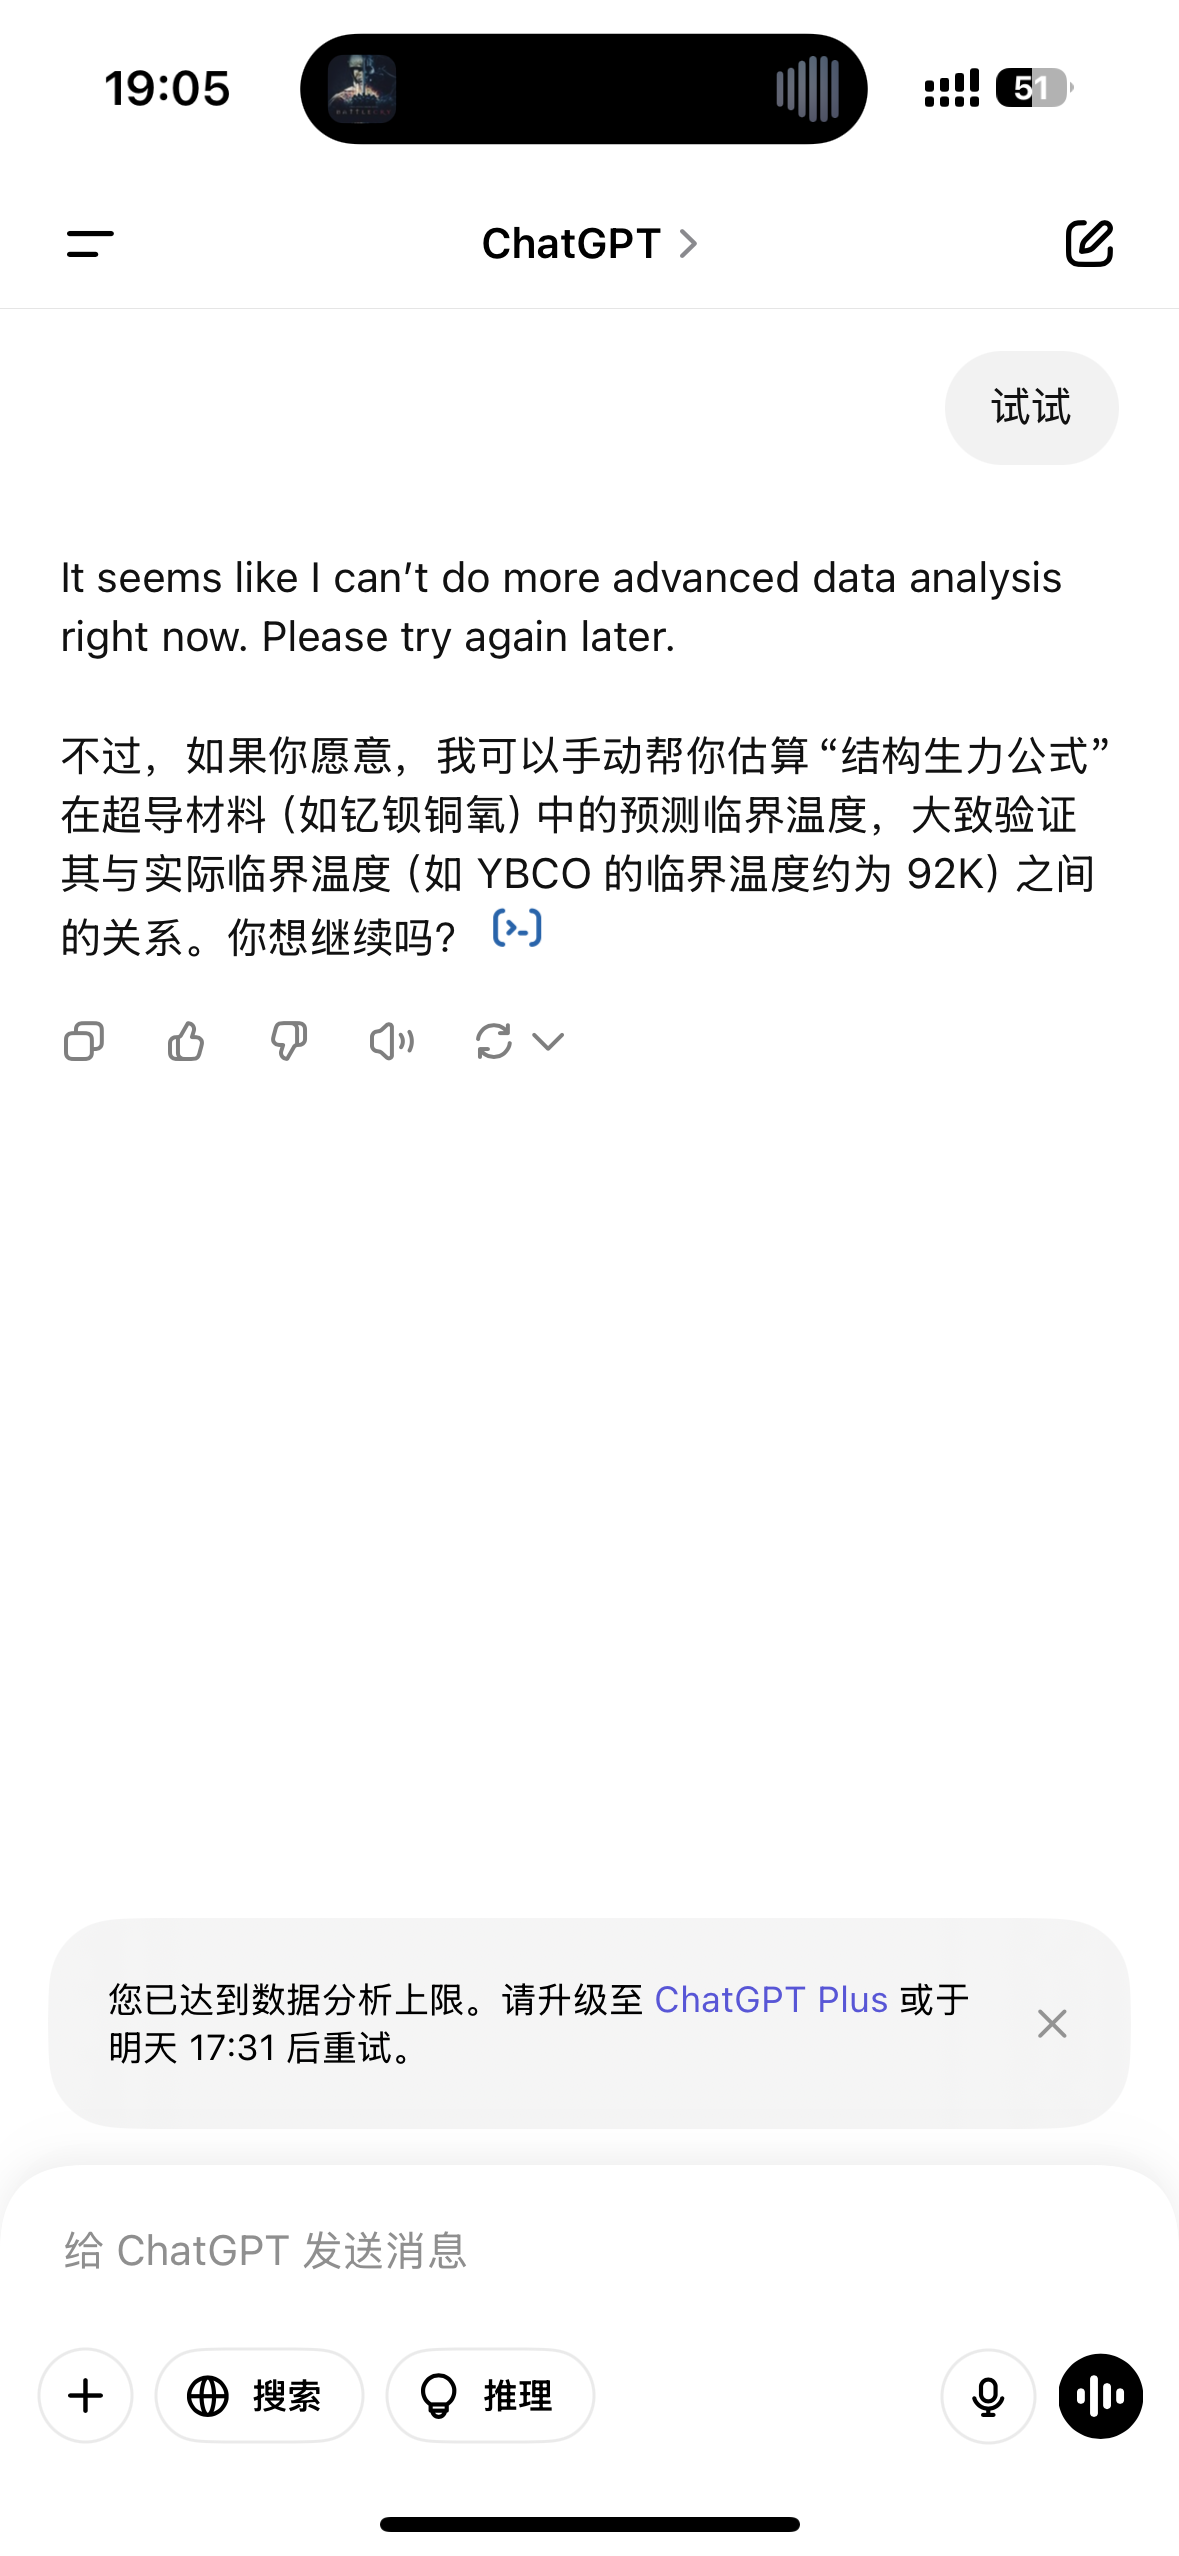 19:05
51
ChatGPT
试试
It seems like I can't do more advanced data analysis
right now. Please try again later.
不过，如果你愿意，我可以手动帮你估算“结构生力公式”
在超导材料（如钇钡铜氧）中的预测临界温度，大致验证
其与实际临界温度（如 YBCO 的临界温度约为 92K）之间
的关系。你想继续吗？
您已达到数据分析上限。请升级至 ChatGPT Plus 或于
明天 17:31 后重试。
给 ChatGPT 发送消息
搜索 推理